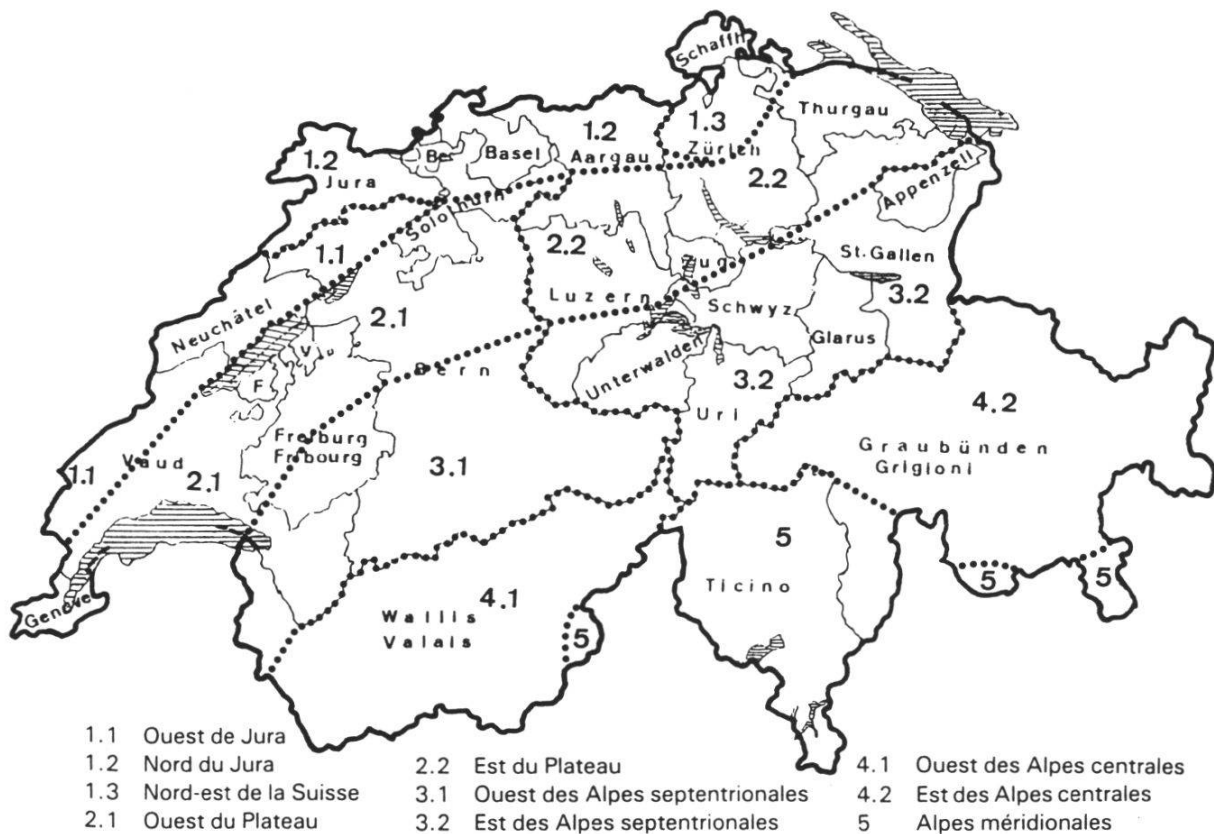 Schaffh
Thurgau
1.3
1.2
Zürich
Be
Basel
Aargau
1.2
Jura
2.2
Appenzell
Solothurn
1.1
2.2
Zug
St. Gallen
Luzern
Schwyz
3.2
Neuchâtel
2.1
Glarus
V
F
Bern
Unterwalden
3.2
Uri
4.2
Freiburg
Fribourg
Graubünden
Grigioni
3.1
1.1
Vaud
2.1
5
Ticino
5
5
Genève
4.1
Wallis
Valais
5
1.1 Ouest de Jura
1.2 Nord du Jura
1.3 Nord-est de la Suisse
2.1 Ouest du Plateau
2.2 Est du Plateau
3.1 Ouest des Alpes septentrionales
3.2 Est des Alpes septentrionales
4.1 Ouest des Alpes centrales
4.2 Est des Alpes centrales
5 Alpes méridionales